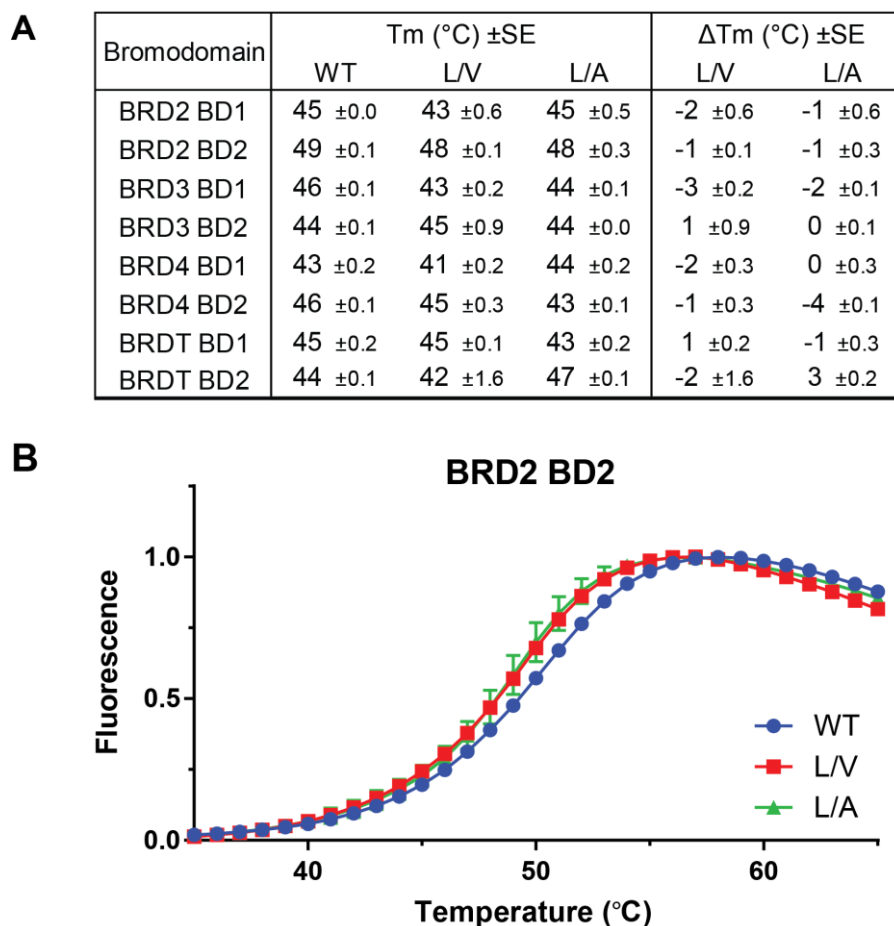 A
Bromodomain Tm (°C) ±SE ΔTm (°C) ±SE
WT L/V L/A L/V L/A
BRD2 BD1 45 ±0.0 43 ±0.6 45 ±0.5 -2 ±0.6 -1 ±0.6
BRD2 BD2 49 ±0.1 48 ±0.1 48 ±0.3 -1 ±0.1 -1 ±0.3
BRD3 BD1 46 ±0.1 43 ±0.2 44 ±0.1 -3 ±0.2 -2 ±0.1
BRD3 BD2 44 ±0.1 45 ±0.9 44 ±0.0 1 ±0.9 0 ±0.1
BRD4 BD1 43 ±0.2 41 ±0.2 44 ±0.2 -2 ±0.3 0 ±0.3
BRD4 BD2 46 ±0.1 45 ±0.3 43 ±0.1 -1 ±0.3 -4 ±0.1
BRDT BD1 45 ±0.2 45 ±0.1 43 ±0.2 1 ±0.2 -1 ±0.3
BRDT BD2 44 ±0.1 42 ±1.6 47 ±0.1 -2 ±1.6 3 ±0.2
B
BRD2 BD2
1.0
0.5
0.0
Fluorescence
WT
L/V
L/A
40 50 60
Temperature (°C)